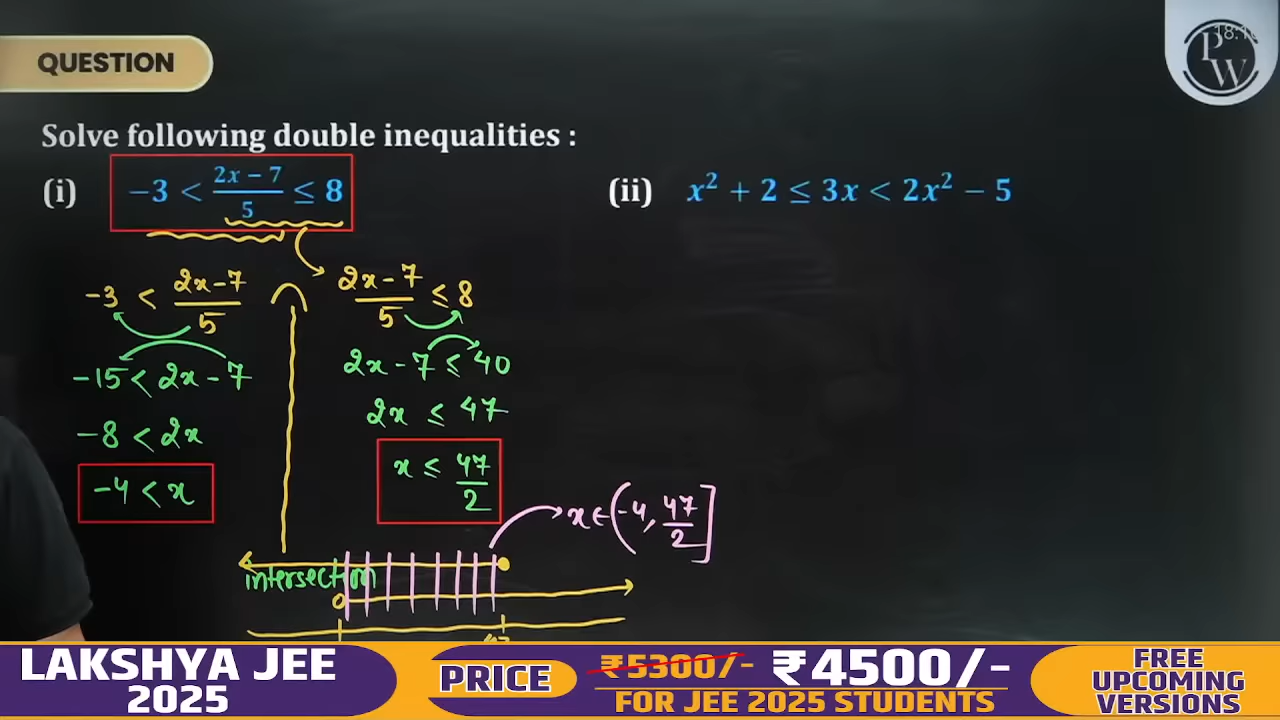 QUESTION
PW
Solve following double inequalities :
(i) −3 < (2x − 7)/5 ≤ 8
(ii) x² + 2 ≤ 3x < 2x² − 5
-3 < (2x-7)/5
(2x-7)/5 ≤ 8
-15 < 2x - 7
2x - 7 ≤ 40
-8 < 2x
2x ≤ 47
-4 < x
x ≤ 47/2
x ∈ (-4, 47/2]
intersection
LAKSHYA JEE
2025
PRICE
₹5300/-
₹4500/-
FOR JEE 2025 STUDENTS
FREE
UPCOMING
VERSIONS